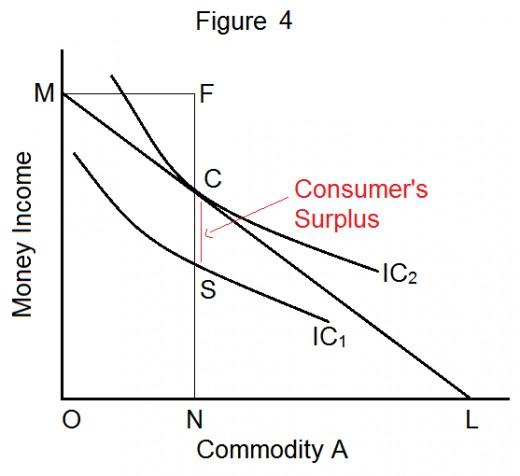 Figure 4
M
F
C
Consumer's
Surplus
Money Income
S
IC₂
IC₁
O
N
L
Commodity A